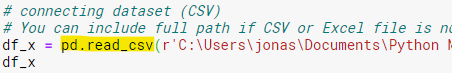 # connecting dataset (CSV)
# You can include full path if CSV or Excel file is
df_x = pd.read_csv(r'C:\Users\jonas\Documents\Python
df_x